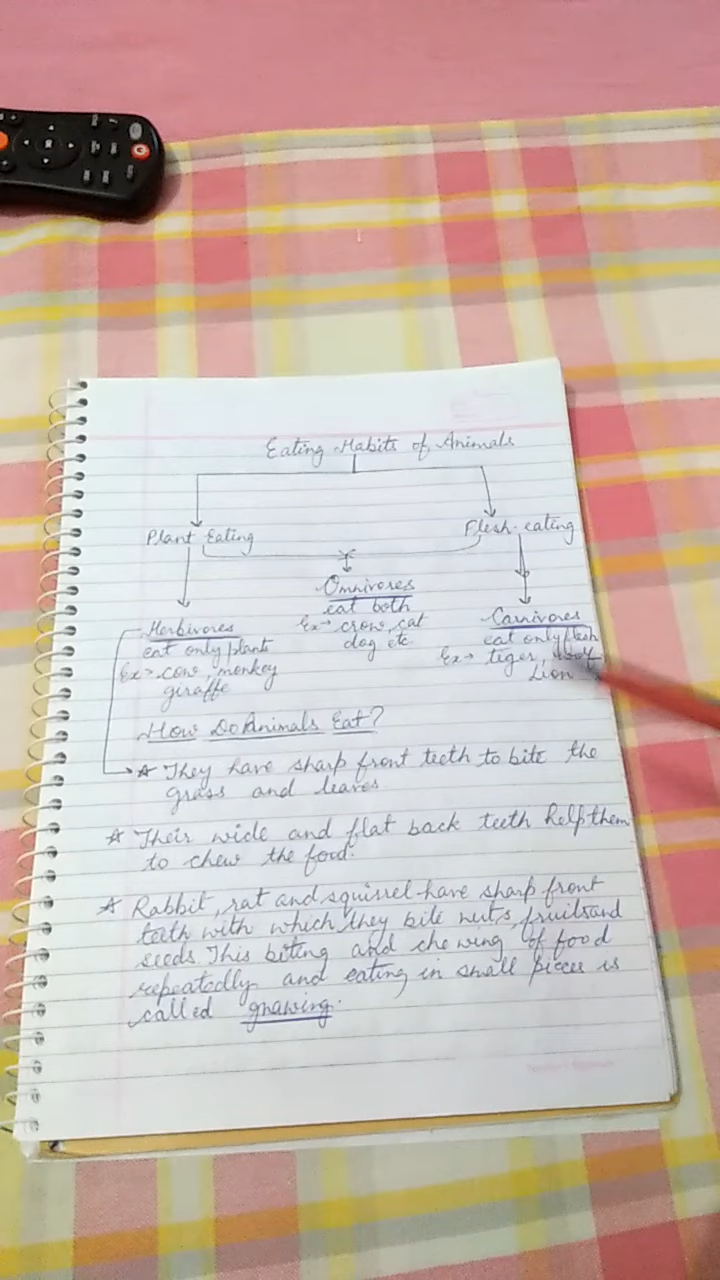 Eating Habits of Animals
Plant Eating
Flesh-eating
Omnivores
eat both
Ex→ crow, cat
dog etc
Herbivores
eat only plants
Ex→ cow, monkey
giraffe
Carnivores
eat only flesh
Ex→ tiger,
Lion
How Do Animals Eat?
☆ They have sharp front teeth to bite the
grass and leaves
☆ Their wide and flat back teeth help them
to chew the food.
☆ Rabbit, rat and squirrel have sharp front
teeth with which they bite nuts, fruits and
seeds. This biting and chewing of food
repeatedly and eating in small pieces is
called gnawing.